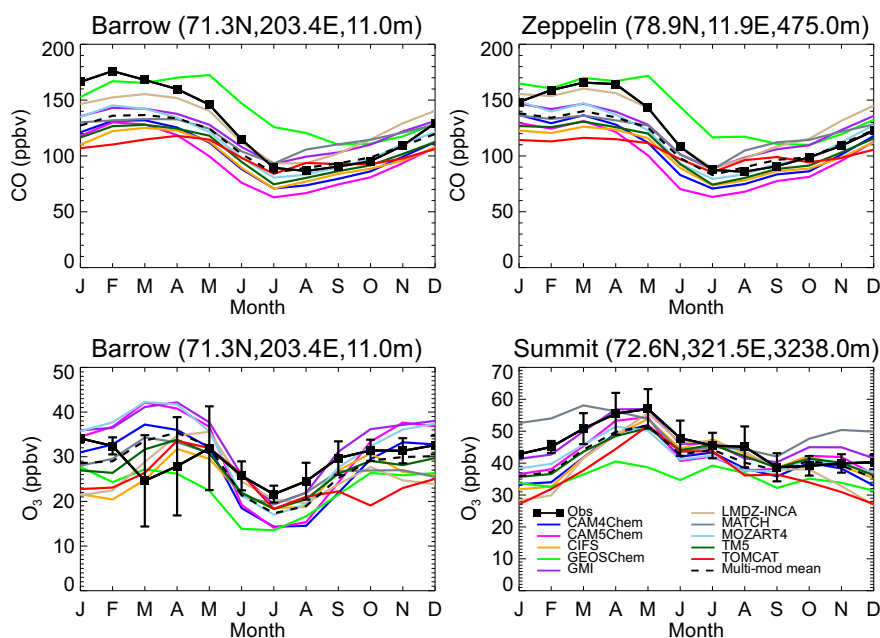 Barrow (71.3N,203.4E,11.0m)
200
150
100
50
0
CO (ppbv)
J F M A M J J A S O N D
Month
Zeppelin (78.9N,11.9E,475.0m)
200
150
100
50
0
CO (ppbv)
J F M A M J J A S O N D
Month
Barrow (71.3N,203.4E,11.0m)
50
40
30
20
10
0
O3 (ppbv)
J F M A M J J A S O N D
Month
Summit (72.6N,321.5E,3238.0m)
70
60
50
40
30
20
10
0
O3 (ppbv)
Obs
CAM4Chem
CAM5Chem
CIFS
GEOSChem
GMI
LMDZ-INCA
MATCH
MOZART4
TM5
TOMCAT
Multi-mod mean
J F M A M J J A S O N D
Month